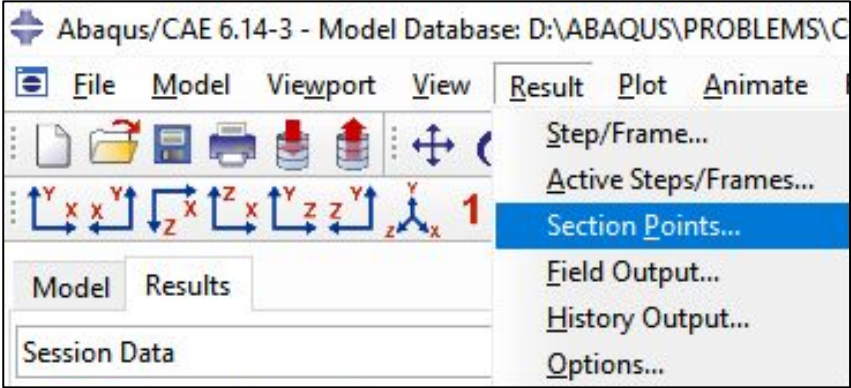 Abaqus/CAE 6.14-3 - Model Database: D:\ABAQUS\PROBLEMS\C
File Model Viewport View Result Plot Animate
Step/Frame...
Active Steps/Frames...
Y X X Y Z X Z X Y Z Z Y Y Z X 1
Section Points...
Model Results
Field Output...
History Output...
Session Data
Options...